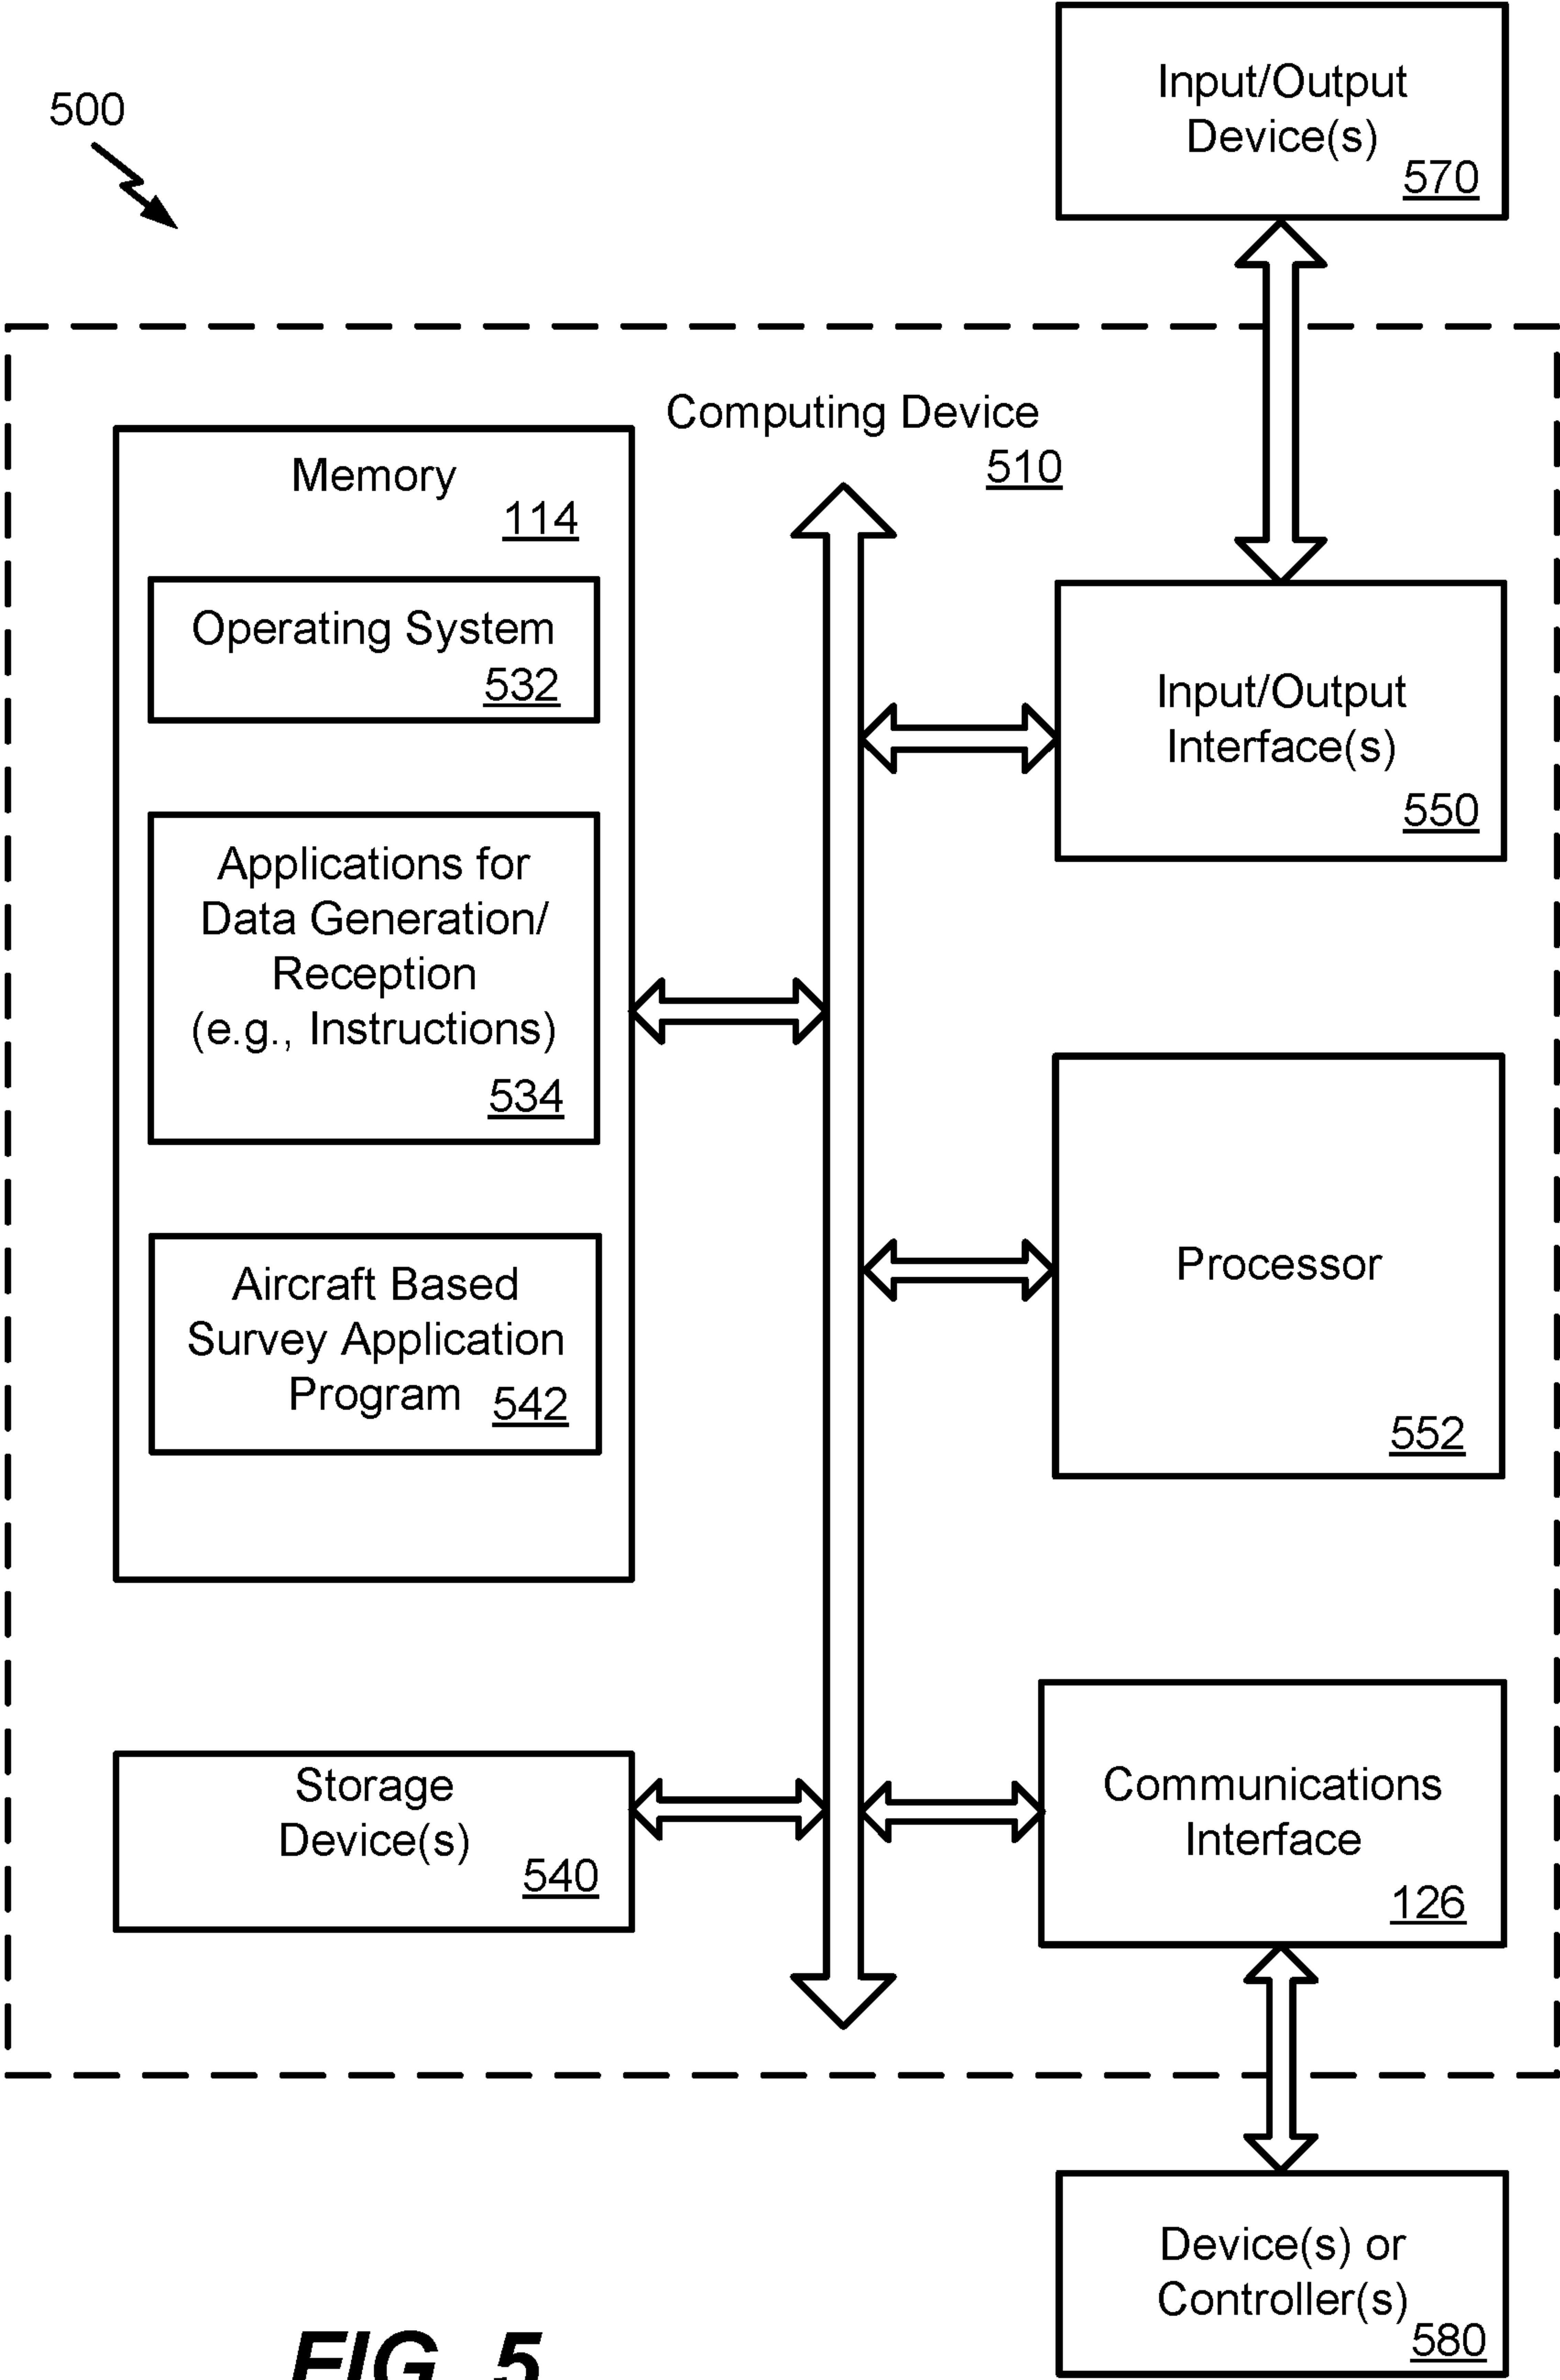 500
Input/Output
Device(s)
570
Computing Device
510
Memory
114
Operating System
532
Applications for
Data Generation/
Reception
(e.g., Instructions)
534
Aircraft Based
Survey Application
Program 542
Storage
Device(s)
540
Input/Output
Interface(s)
550
Processor
552
Communications
Interface
126
Device(s) or
Controller(s)
580
FIG. 5